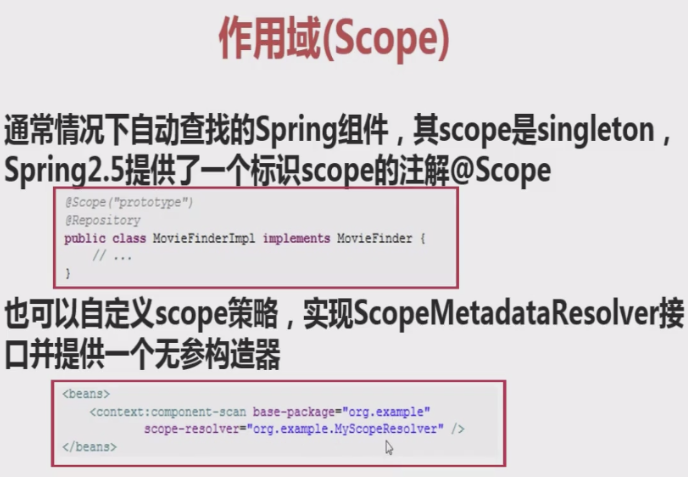 作用域(Scope)
通常情况下自动查找的Spring组件，其scope是singleton，
Spring2.5提供了一个标识scope的注解@Scope
@Scope("prototype")
@Repository
public class MovieFinderImpl implements MovieFinder {
// ...
}
也可以自定义scope策略，实现ScopeMetadataResolver接
口并提供一个无参构造器
<beans>
<context:component-scan base-package="org.example"
scope-resolver="org.example.MyScopeResolver" />
</beans>